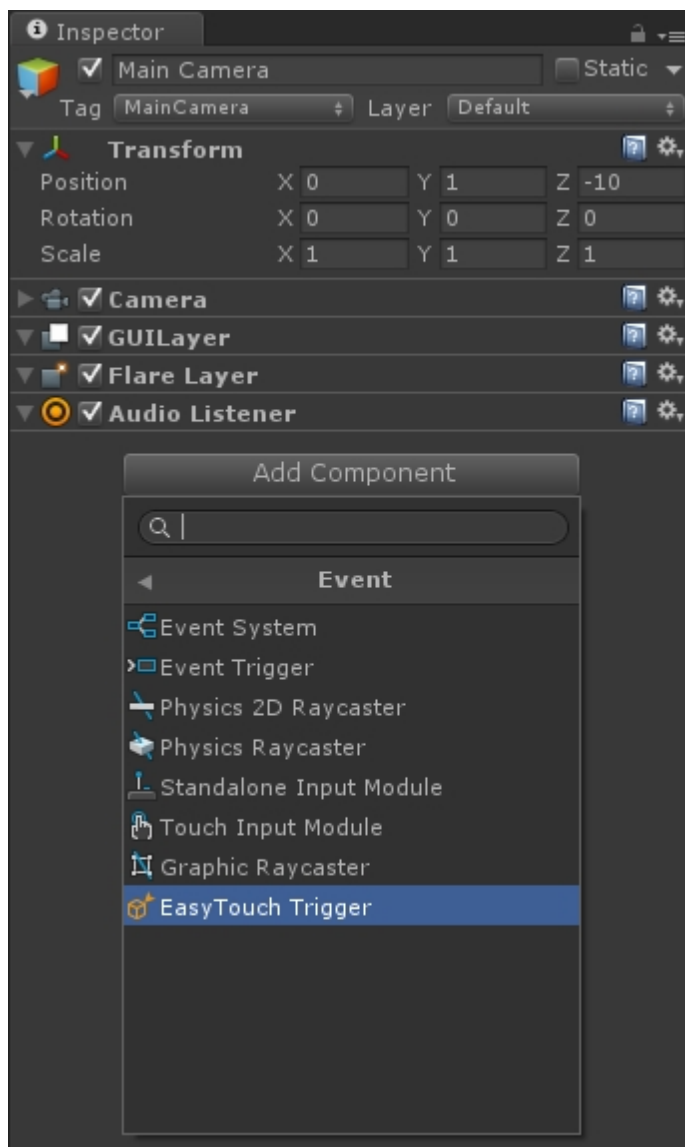 Inspector
Main Camera Static
Tag MainCamera Layer Default
Transform
Position X 0 Y 1 Z -10
Rotation X 0 Y 0 Z 0
Scale X 1 Y 1 Z 1
Camera
GUILayer
Flare Layer
Audio Listener
Add Component
Event
Event System
Event Trigger
Physics 2D Raycaster
Physics Raycaster
Standalone Input Module
Touch Input Module
Graphic Raycaster
EasyTouch Trigger